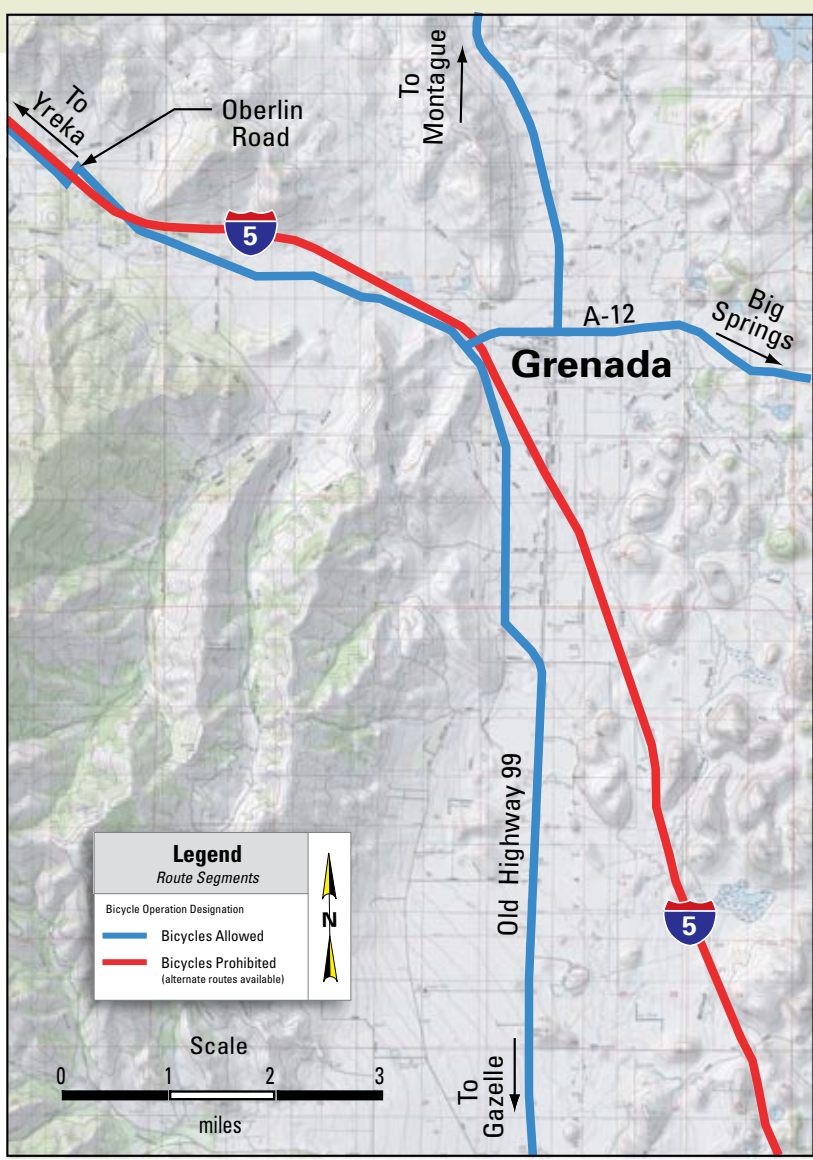 To
Montague
To
Yreka
Oberlin
Road
5
A-12
Big
Springs
Grenada
Old Highway 99
Legend
Route Segments
Bicycle Operation Designation
Bicycles Allowed
Bicycles Prohibited
(alternate routes available)
N
5
Scale
0 1 2 3
miles
To
Gazelle